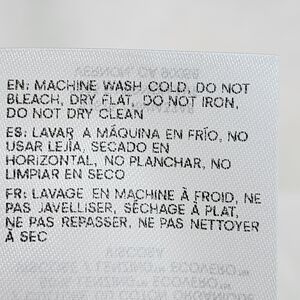 EN: MACHINE WASH COLD, DO NOT
BLEACH, DRY FLAT, DO NOT IRON,
DO NOT DRY CLEAN
ES: LAVAR A MÁQUINA EN FRÍO, NO
USAR LEJÍA, SECADO EN
HORIZONTAL, NO PLANCHAR, NO
LIMPIAR EN SECO
FR: LAVAGE EN MACHINE À FROID, NE
PAS JAVELLISER, SÉCHAGE À PLAT,
NE PAS REPASSER, NE PAS NETTOYER
À SEC